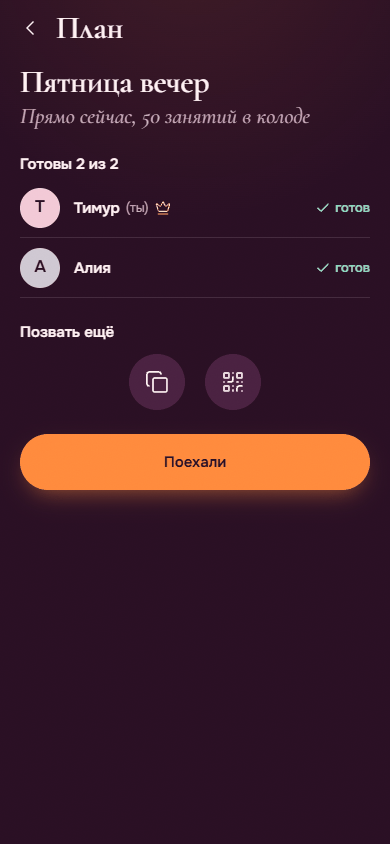 План
Пятница вечер
Прямо сейчас, 50 занятий в колоде
Готовы 2 из 2
Т Тимур (ты) готов
А Алия готов
Позвать ещё
Поехали